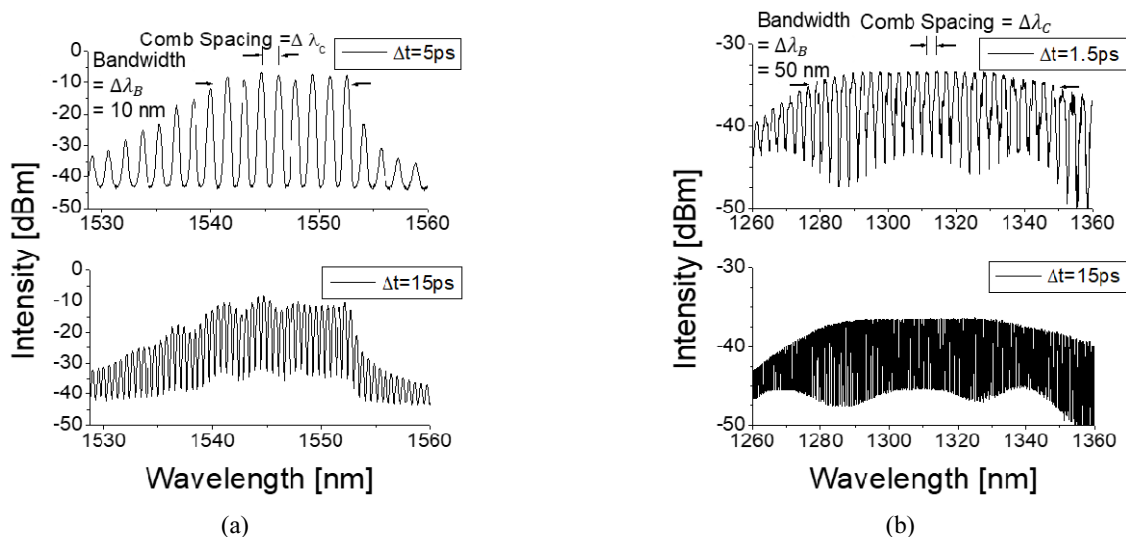 Comb Spacing =Δ λc
Bandwidth
= Δλ_B
= 10 nm
Δt=5ps
0
-10
-20
-30
-40
-50
1530 1540 1550 1560
Δt=15ps
0
-10
-20
-30
-40
-50
1530 1540 1550 1560
Intensity [dBm]
Wavelength [nm]
(a)
Bandwidth Comb Spacing = Δλ_C
= Δλ_B
= 50 nm
Δt=1.5ps
-30
-40
-50
1260 1280 1300 1320 1340 1360
Δt=15ps
-30
-40
-50
1260 1280 1300 1320 1340 1360
Intensity [dBm]
Wavelength [nm]
(b)